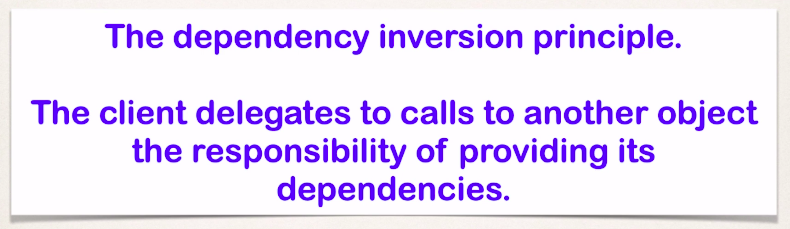 The dependency inversion principle.
The client delegates to calls to another object
the responsibility of providing its
dependencies.